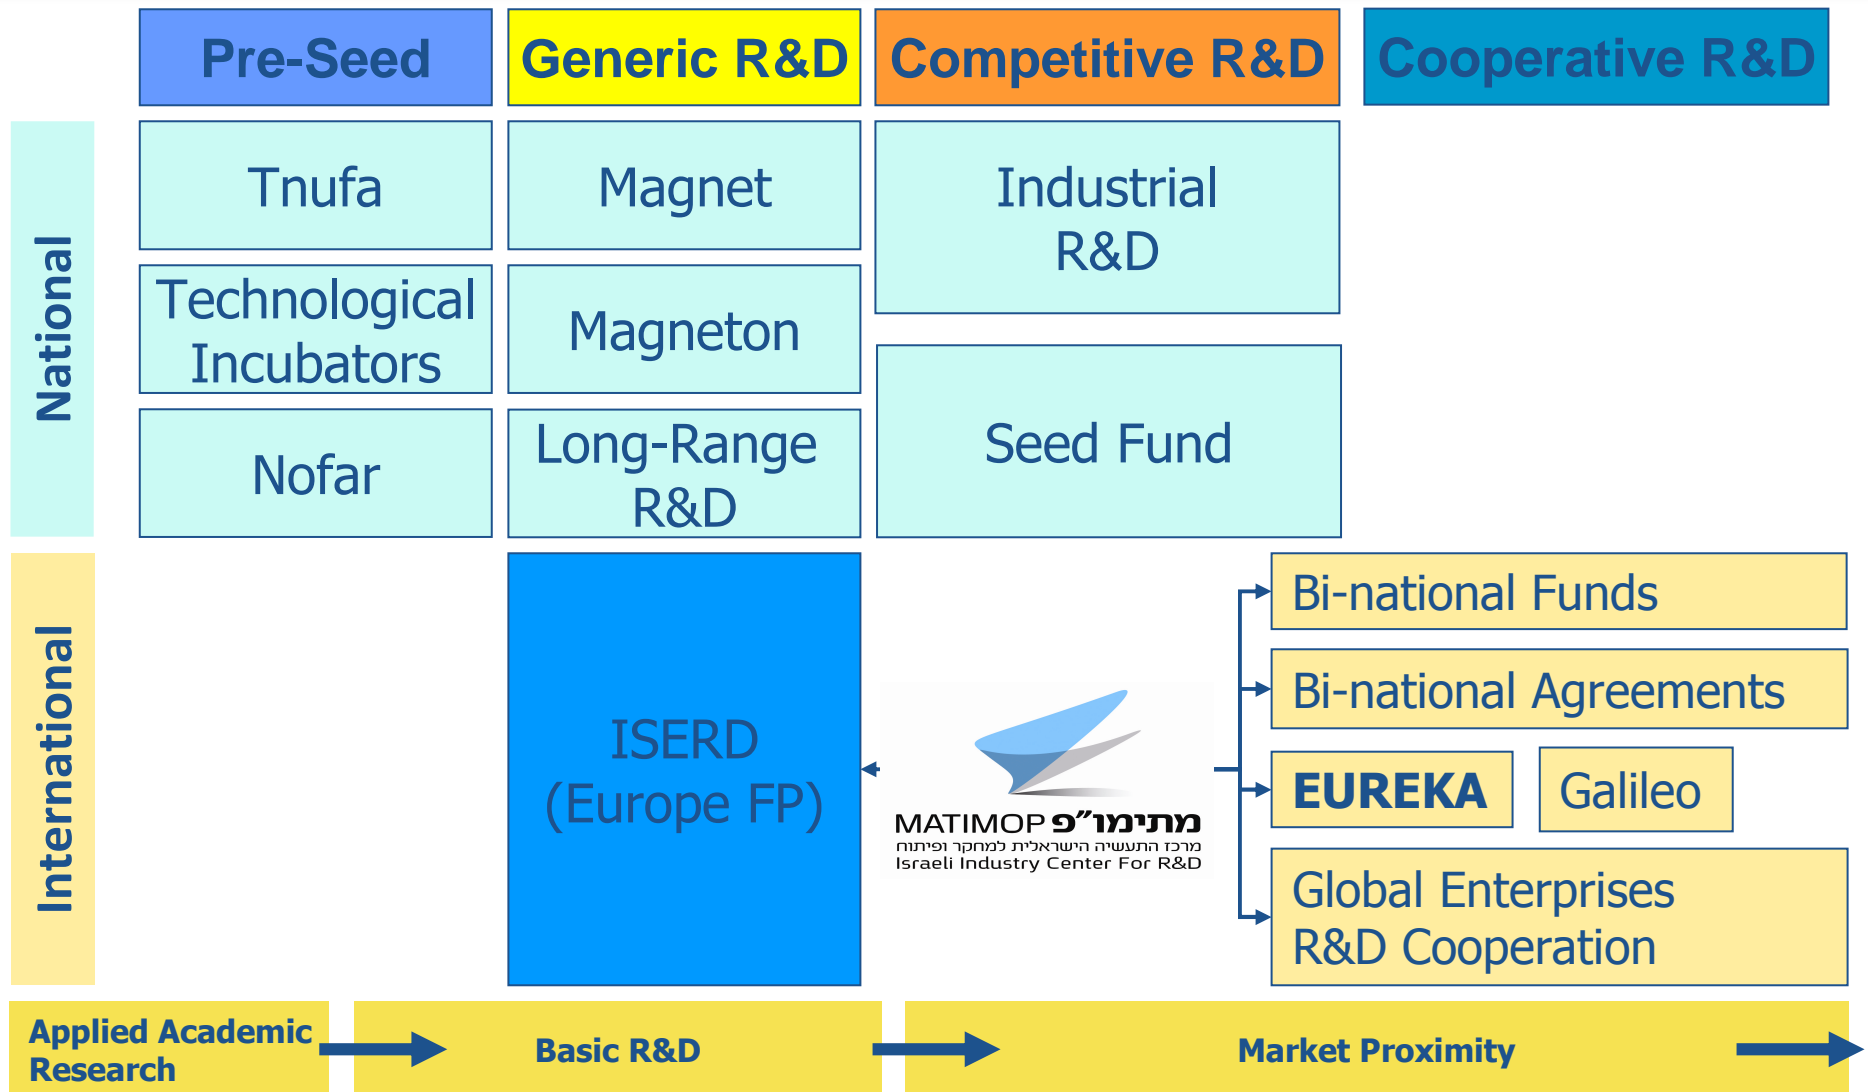 Pre-Seed
Generic R&D
Competitive R&D
Cooperative R&D
National
Tnufa
Magnet
Industrial
R&D
Technological
Incubators
Magneton
Seed Fund
Nofar
Long-Range
R&D
International
ISERD
(Europe FP)
MATIMOP מתימו״פ
מרכז התעשיה הישראלית למחקר ופיתוח
Israeli Industry Center For R&D
Bi-national Funds
Bi-national Agreements
EUREKA
Galileo
Global Enterprises
R&D Cooperation
Applied Academic
Research
Basic R&D
Market Proximity